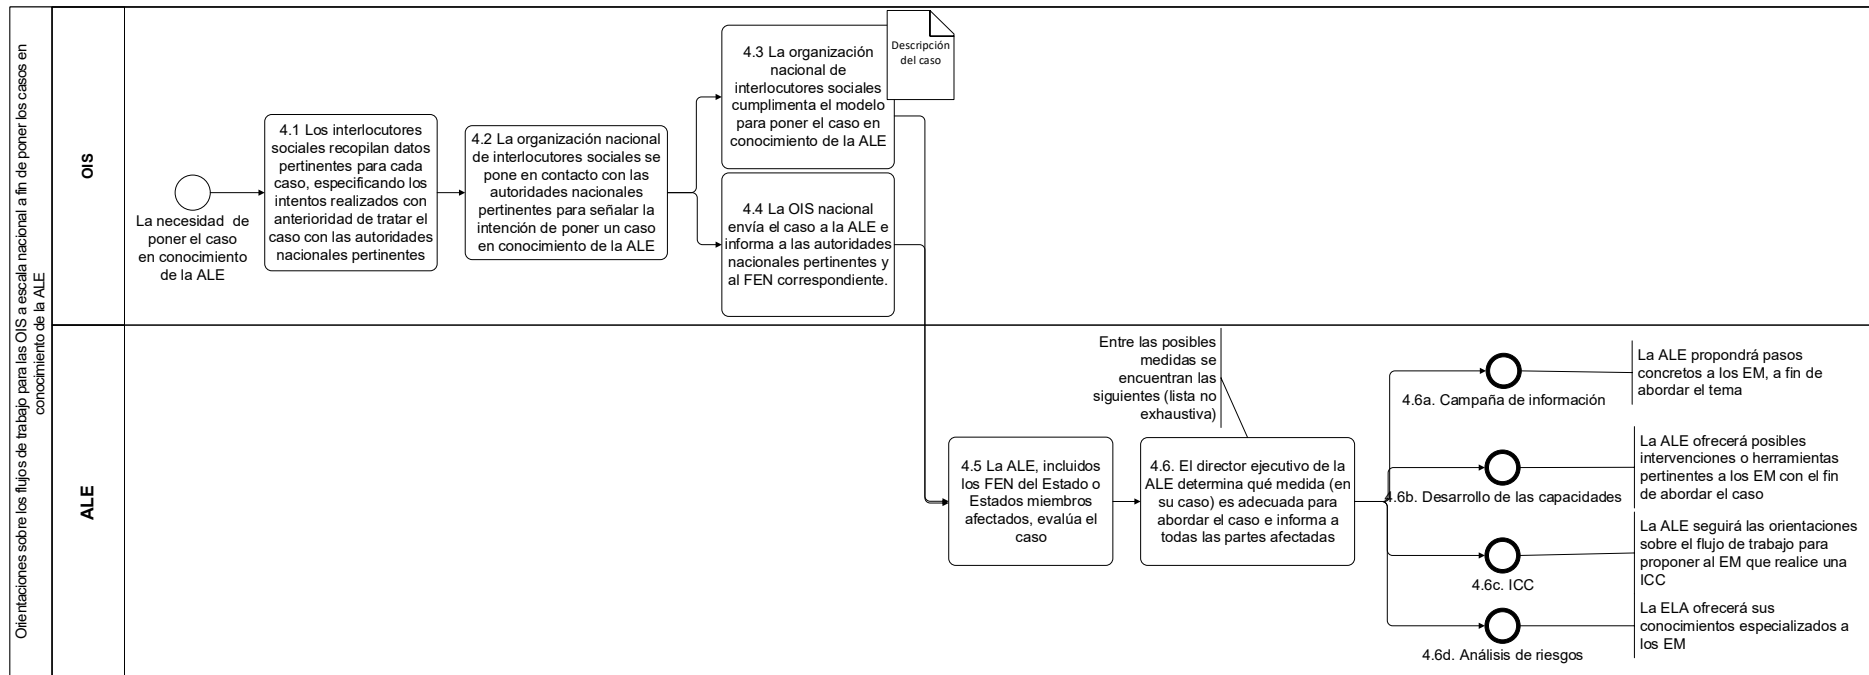 Orientaciones sobre los flujos de trabajo para las OIS a escala nacional a fin de poner los casos en
conocimiento de la ALE
OIS
La necesidad de
poner el caso
en conocimiento
de la ALE
4.1 Los interlocutores
sociales recopilan datos
pertinentes para cada
caso, especificando los
intentos realizados con
anterioridad de tratar el
caso con las autoridades
nacionales pertinentes
4.2 La organización nacional
de interlocutores sociales se
pone en contacto con las
autoridades nacionales
pertinentes para señalar la
intención de poner un caso
en conocimiento de la ALE
4.3 La organización
nacional de
interlocutores sociales
cumplimenta el modelo
para poner el caso en
conocimiento de la ALE
Descripción
del caso
4.4 La OIS nacional
envía el caso a la ALE e
informa a las autoridades
nacionales pertinentes y
al FEN correspondiente.
ALE
4.5 La ALE, incluidos
los FEN del Estado o
Estados miembros
afectados, evalúa el
caso
Entre las posibles
medidas se
encuentran las
siguientes (lista no
exhaustiva)
4.6. El director ejecutivo de la
ALE determina qué medida (en
su caso) es adecuada para
abordar el caso e informa a
todas las partes afectadas
4.6a. Campaña de información
La ALE propondrá pasos
concretos a los EM, a fin de
abordar el tema
4.6b. Desarrollo de las capacidades
La ALE ofrecerá posibles
intervenciones o herramientas
pertinentes a los EM con el fin
de abordar el caso
4.6c. ICC
La ALE seguirá las orientaciones
sobre el flujo de trabajo para
proponer al EM que realice una
ICC
4.6d. Análisis de riesgos
La ELA ofrecerá sus
conocimientos especializados a
los EM